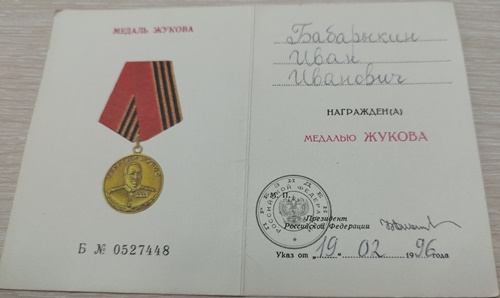 МЕДАЛЬ ЖУКОВА
Б № 0527448
Бабарыкин
Иван
Иванович
НАГРАЖДЕН(А)
МЕДАЛЬЮ ЖУКОВА
М. П.
Президент
Российской Федерации
Указ от „19" 02 1996 года